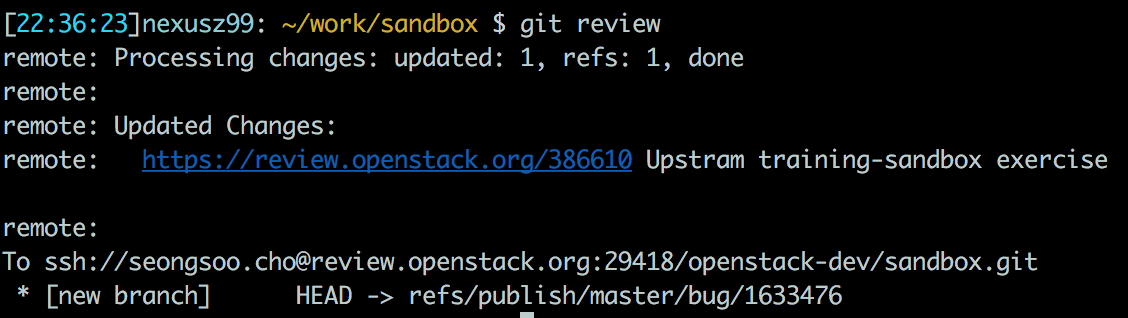 [22:36:23]nexusz99: ~/work/sandbox $ git review
remote: Processing changes: updated: 1, refs: 1, done
remote:
remote: Updated Changes:
remote:   https://review.openstack.org/386610 Upstram training-sandbox exercise
remote:
To ssh://seongsoo.cho@review.openstack.org:29418/openstack-dev/sandbox.git
 * [new branch]      HEAD -> refs/publish/master/bug/1633476